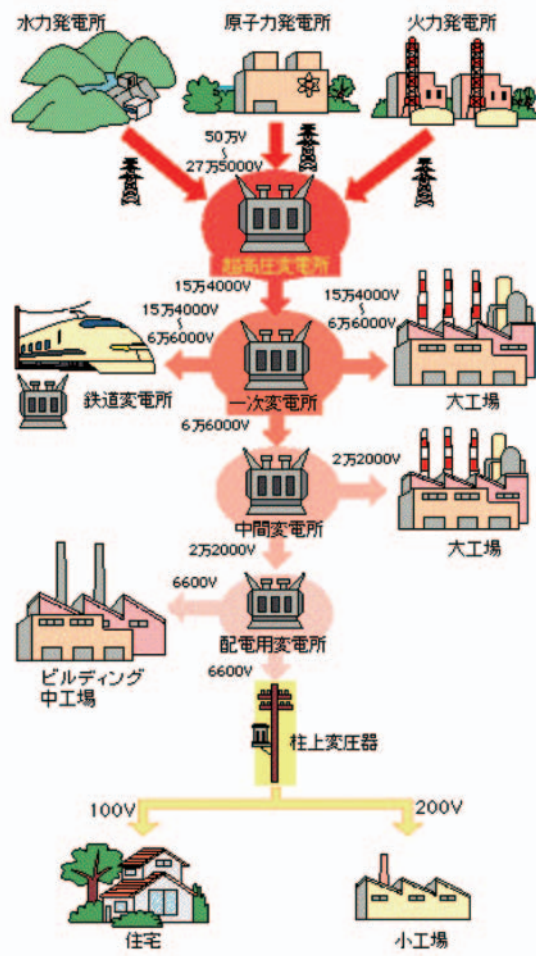 水力発電所
原子力発電所
火力発電所
50万V
～
27万5000V
超高圧変電所
15万4000V
15万4000V
～
6万6000V
15万4000V
～
6万6000V
鉄道変電所
一次変電所
大工場
6万6000V
2万2000V
中間変電所
大工場
2万2000V
6600V
配電用変電所
ビルディング
中工場
6600V
柱上変圧器
100V
200V
住宅
小工場